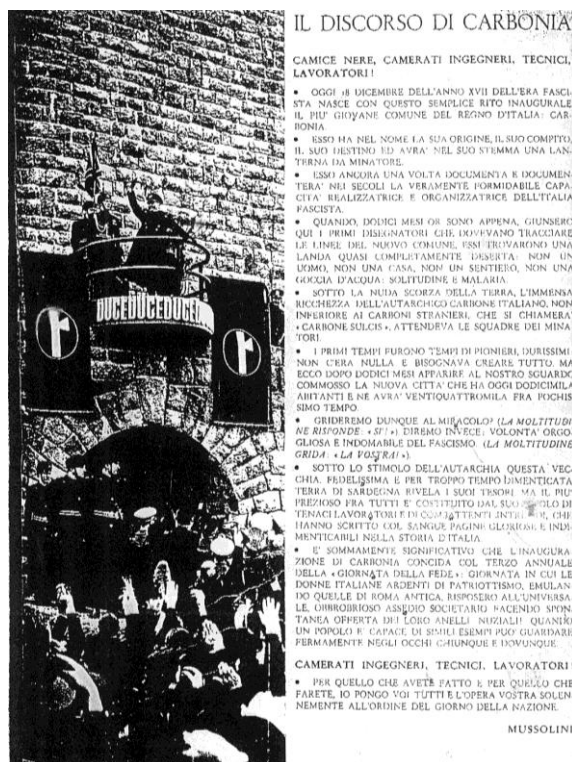 DUCEDUCEDUCE
IL DISCORSO DI CARBONIA
CAMICE NERE, CAMERATI INGEGNERI, TECNICI,
LAVORATORI!
• OGGI 18 DICEMBRE DELL'ANNO XVII DELL'ERA FASCI-
STA NASCE CON QUESTO SEMPLICE RITO INAUGURALE
IL PIU' GIOVANE COMUNE DEL REGNO D'ITALIA: CAR-
BONIA.
• ESSO HA NEL NOME LA SUA ORIGINE, IL SUO COMPITO,
IL SUO DESTINO ED AVRA' NEL SUO STEMMA UNA LAN-
TERNA DA MINATORE.
• ESSO ANCORA UNA VOLTA DOCUMENTA E DOCUMEN-
TERA' NEI SECOLI LA VERAMENTE FORMIDABILE CAPA-
CITA' REALIZZATRICE E ORGANIZZATRICE DELL'ITALIA
FASCISTA.
• QUANDO, DODICI MESI OR SONO APPENA, GIUNSERO
QUI I PRIMI DISEGNATORI CHE DOVEVANO TRACCIARE
LE LINEE DEL NUOVO COMUNE, ESSI TROVARONO UNA
LANDA QUASI COMPLETAMENTE DESERTA: NON UN
UOMO, NON UNA CASA, NON UN SENTIERO, NON UNA
GOCCIA D'ACQUA: SOLITUDINE E MALARIA.
• SOTTO LA NUDA SCORZA DELLA TERRA, L'IMMENSA
RICCHEZZA DELL'AUTARCHICO CARBONE ITALIANO, NON
INFERIORE AI CARBONI STRANIERI, CHE SI CHIAMERA'
« CARBONE SULCIS », ATTENDEVA LE SQUADRE DEI MINA-
TORI.
• I PRIMI TEMPI FURONO TEMPI DI PIONIERI, DURISSIMI:
NON C'ERA NULLA E BISOGNAVA CREARE TUTTO. MA
ECCO DOPO DODICI MESI APPARIRE AL NOSTRO SGUARDO
COMMOSSO LA NUOVA CITTA' CHE HA OGGI DODICIMILA
ABITANTI E NE AVRA' VENTIQUATTROMILA FRA POCHIS-
SIMO TEMPO.
• GRIDEREMO DUNQUE AL MIRACOLO? (LA MOLTITUDI-
NE RISPONDE: « SI'! ») DIREMO INVECE: VOLONTA' ORGO-
GLIOSA E INDOMABILE DEL FASCISMO. (LA MOLTITUDINE
GRIDA: « LA VOSTRA! »).
• SOTTO LO STIMOLO DELL'AUTARCHIA QUESTA VEC-
CHIA, FEDELISSIMA E PER TROPPO TEMPO DIMENTICATA
TERRA DI SARDEGNA RIVELA I SUOI TESORI. MA IL PIU'
PREZIOSO FRA TUTTI E' COSTITUITO DAL SUO DI
TENACI LAVORATORI E DI COMBATTENTI CHE
HANNO SCRITTO COL SANGUE PAGINE GLORIOSE E INDI-
MENTICABILI NELLA STORIA D'ITALIA.
• E' SOMMAMENTE SIGNIFICATIVO CHE L'INAUGURA-
ZIONE DI CARBONIA CONCIDA COL TERZO ANNUALE
DELLA « GIORNATA DELLA FEDE »: GIORNATA IN CUI LE
DONNE ITALIANE ARDENTI DI PATRIOTTISMO, EMULAN-
DO QUELLE DI ROMA ANTICA, RISPOSERO ALL'UNIVERSA-
LE, OBBROBRIOSO ASSEDIO SOCIETARIO FACENDO SPON-
TANEA OFFERTA DEI LORO ANELLI NUZIALI! QUANDO
UN POPOLO E' CAPACE DI SIMILI ESEMPI PUO' GUARDARE
FERMAMENTE NEGLI OCCHI CHIUNQUE E DOVUNQUE.
CAMERATI INGEGNERI, TECNICI, LAVORATORI!
• PER QUELLO CHE AVETE FATTO E PER QUELLO CHE
FARETE, IO PONGO VOI TUTTI E L'OPERA VOSTRA SOLEN-
NEMENTE ALL'ORDINE DEL GIORNO DELLA NAZIONE.
MUSSOLINI